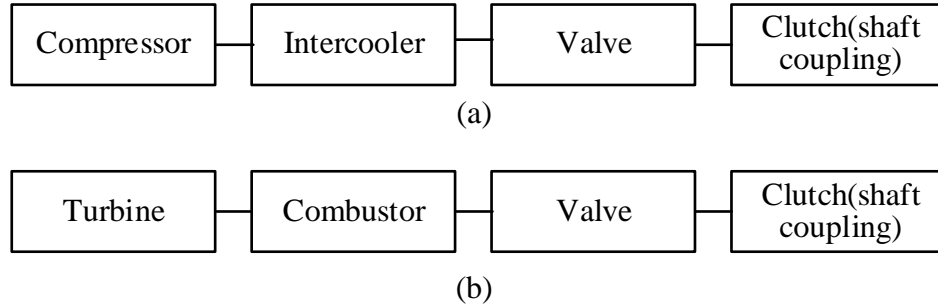 Compressor
Intercooler
Valve
Clutch(shaft
coupling)
(a)
Turbine
Combustor
Valve
Clutch(shaft
coupling)
(b)